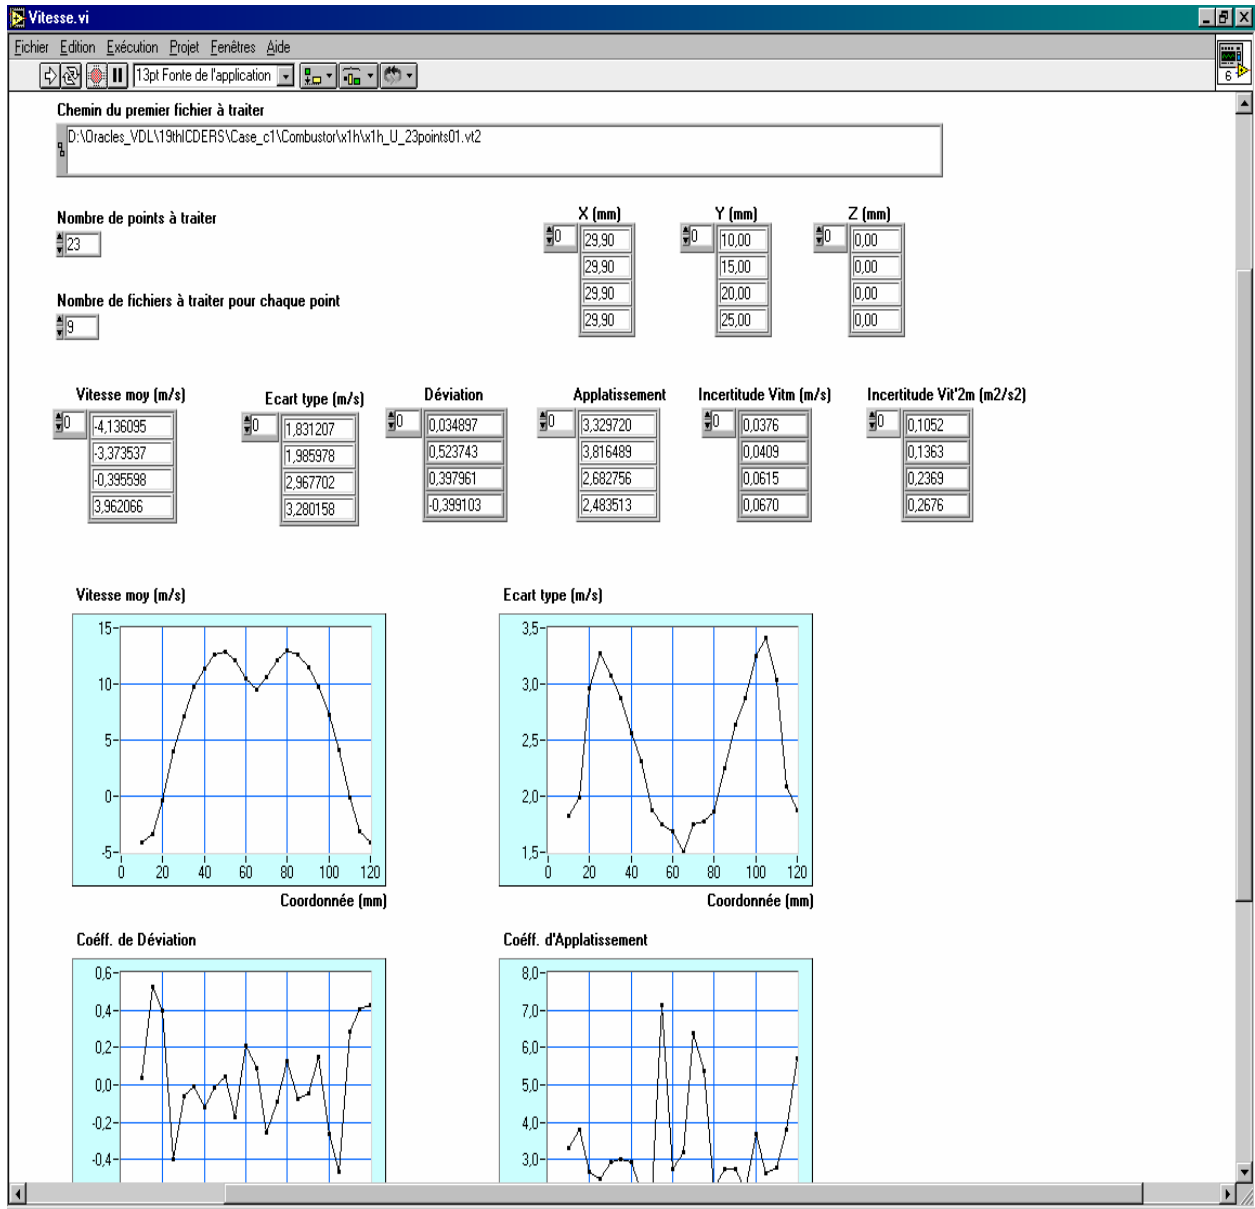 Vitesse.vi
Fichier Edition Exécution Projet Fenêtres Aide
13pt Fonte de l'application
6
Chemin du premier fichier à traiter
D:\Oracles_VDL\19thICDERS\Case_c1\Combustor\x1h\x1h_U_23points01.vt2
Nombre de points à traiter
23
Nombre de fichiers à traiter pour chaque point
9
X (mm) Y (mm) Z (mm)
0 29,90 0 10,00 0 0,00
29,90 15,00 0,00
29,90 20,00 0,00
29,90 25,00 0,00
Vitesse moy (m/s) Ecart type (m/s) Déviation Applatissement Incertitude Vitm (m/s) Incertitude Vit'2m (m2/s2)
0 -4,136095 0 1,831207 0 0,034897 0 3,329720 0 0,0376 0 0,1052
-3,373537 1,985978 0,523743 3,816489 0,0409 0,1363
-0,395598 2,967702 0,397961 2,682756 0,0615 0,2369
3,962066 3,280158 -0,399103 2,483513 0,0670 0,2676
Vitesse moy (m/s)
15
10
5
0
-5
0 20 40 60 80 100 120
Coordonnée (mm)
Ecart type (m/s)
3,5
3,0
2,5
2,0
1,5
0 20 40 60 80 100 120
Coordonnée (mm)
Coéff. de Déviation
0,6
0,4
0,2
0,0
-0,2
-0,4
Coéff. d'Applatissement
8,0
7,0
6,0
5,0
4,0
3,0